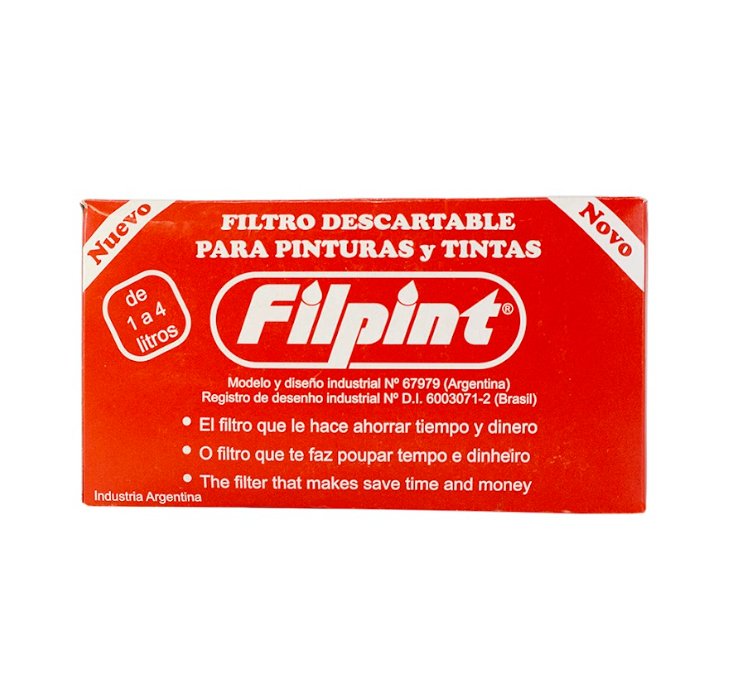 Nuevo
Novo
FILTRO DESCARTABLE
PARA PINTURAS y TINTAS
de
1 a 4
litros
Filpint®
Modelo y diseño industrial Nº 67979 (Argentina)
Registro de desenho industrial Nº D.I. 6003071-2 (Brasil)
• El filtro que le hace ahorrar tiempo y dinero
• O filtro que te faz poupar tempo e dinheiro
• The filter that makes save time and money
Industria Argentina